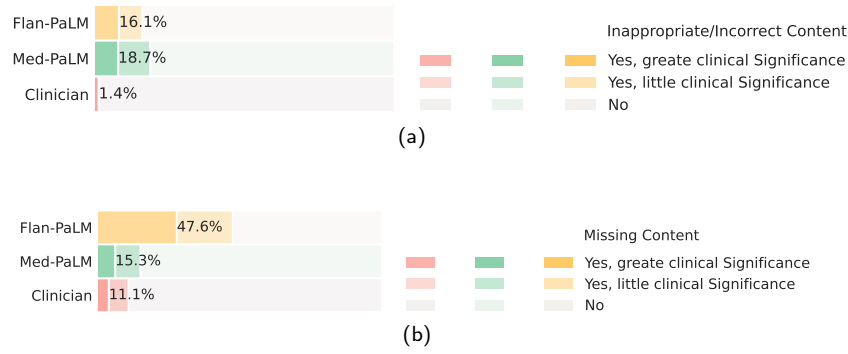 Flan-PaLM 16.1%
Med-PaLM 18.7%
Clinician 1.4%
Inappropriate/Incorrect Content
Yes, greate clinical Significance
Yes, little clinical Significance
No
(a)
Flan-PaLM 47.6%
Med-PaLM 15.3%
Clinician 11.1%
Missing Content
Yes, greate clinical Significance
Yes, little clinical Significance
No
(b)